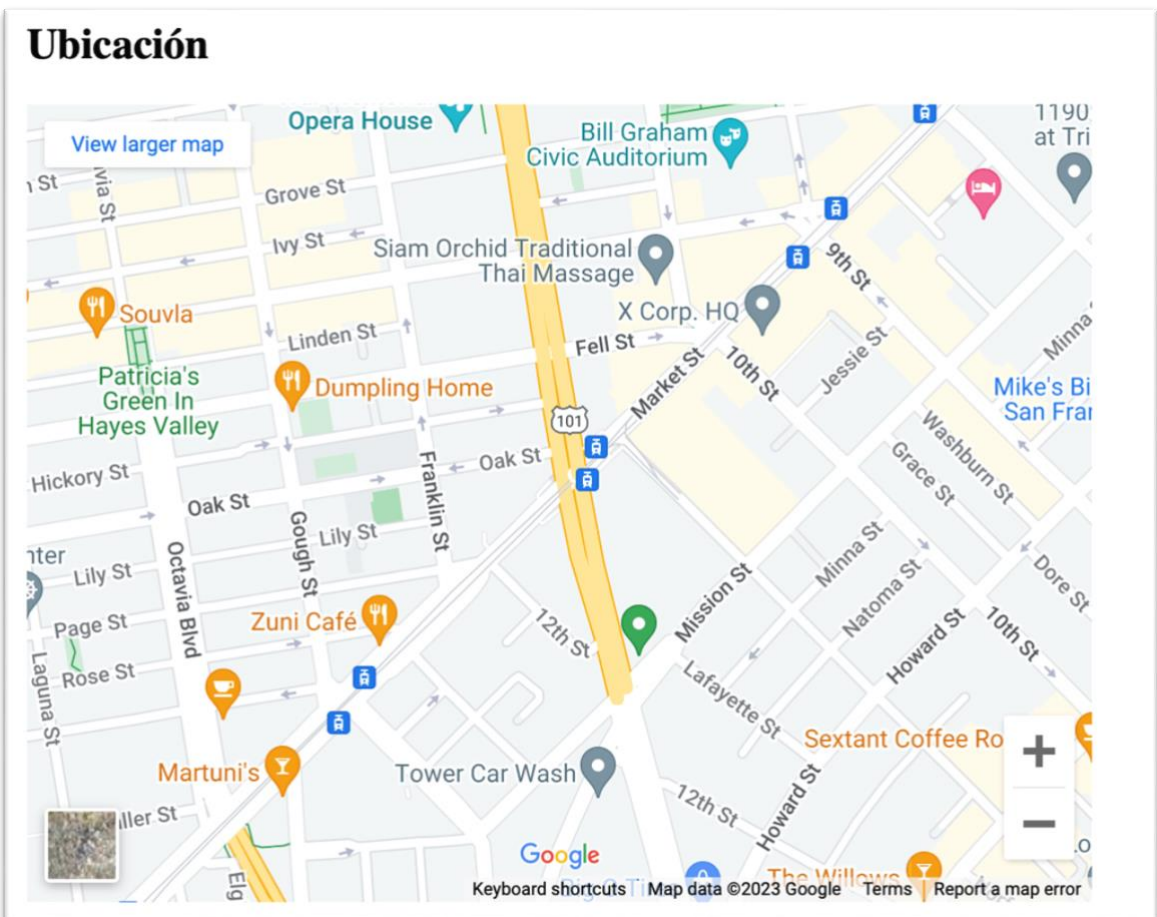 Ubicación
View larger map
Opera House
Bill Graham
Civic Auditorium
1190
at Tri
St
via St
Grove St
Ivy St
Siam Orchid Traditional
Thai Massage
9th St
X Corp. HQ
Souvla
Linden St
Fell St
Market St
10th St
Jessie St
Minna
Patricia's
Green In
Hayes Valley
Dumpling Home
101
Mike's Bi
San Fran
Washburn St
Grace St
Hickory St
Oak St
Oak St
Franklin St
Gough St
Lily St
Lily St
nter
Octavia Blvd
Minna St
Natoma St
Dore St
Mission St
Page St
Zuni Café
12th St
Howard St
10th St
Rose St
Laguna St
Lafayette St
Sextant Coffee Ro
Martuni's
Tower Car Wash
12th St
Howard St
ller St
Elg
Google
Big O Ti
The Willows
Keyboard shortcuts
Map data ©2023 Google
Terms
Report a map error